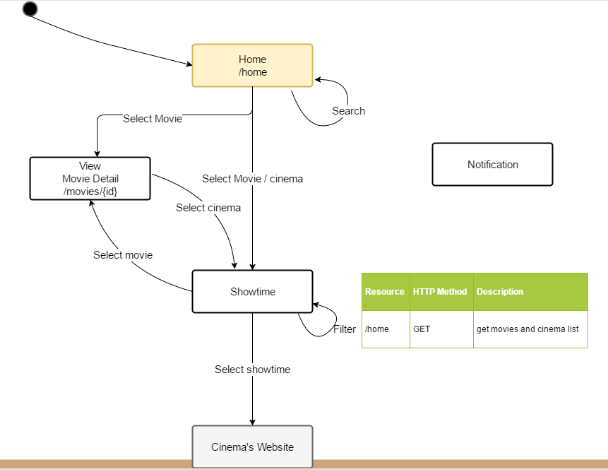 Home
/home
Search
Select Movie
View
Movie Detail
/movies/{id}
Select Movie / cinema
Notification
Select cinema
Select movie
Showtime
Filter
Resource HTTP Method Description
/home GET get movies and cinema list
Select showtime
Cinema's Website